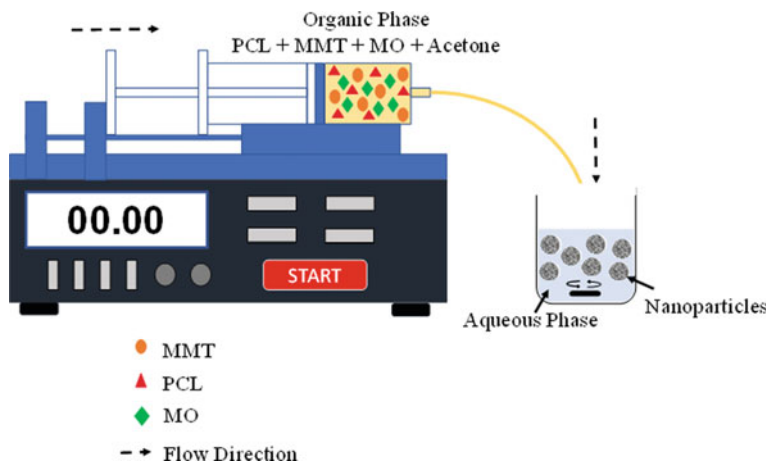 Organic Phase
PCL + MMT + MO + Acetone
00.00
START
Aqueous Phase
Nanoparticles
MMT
PCL
MO
Flow Direction